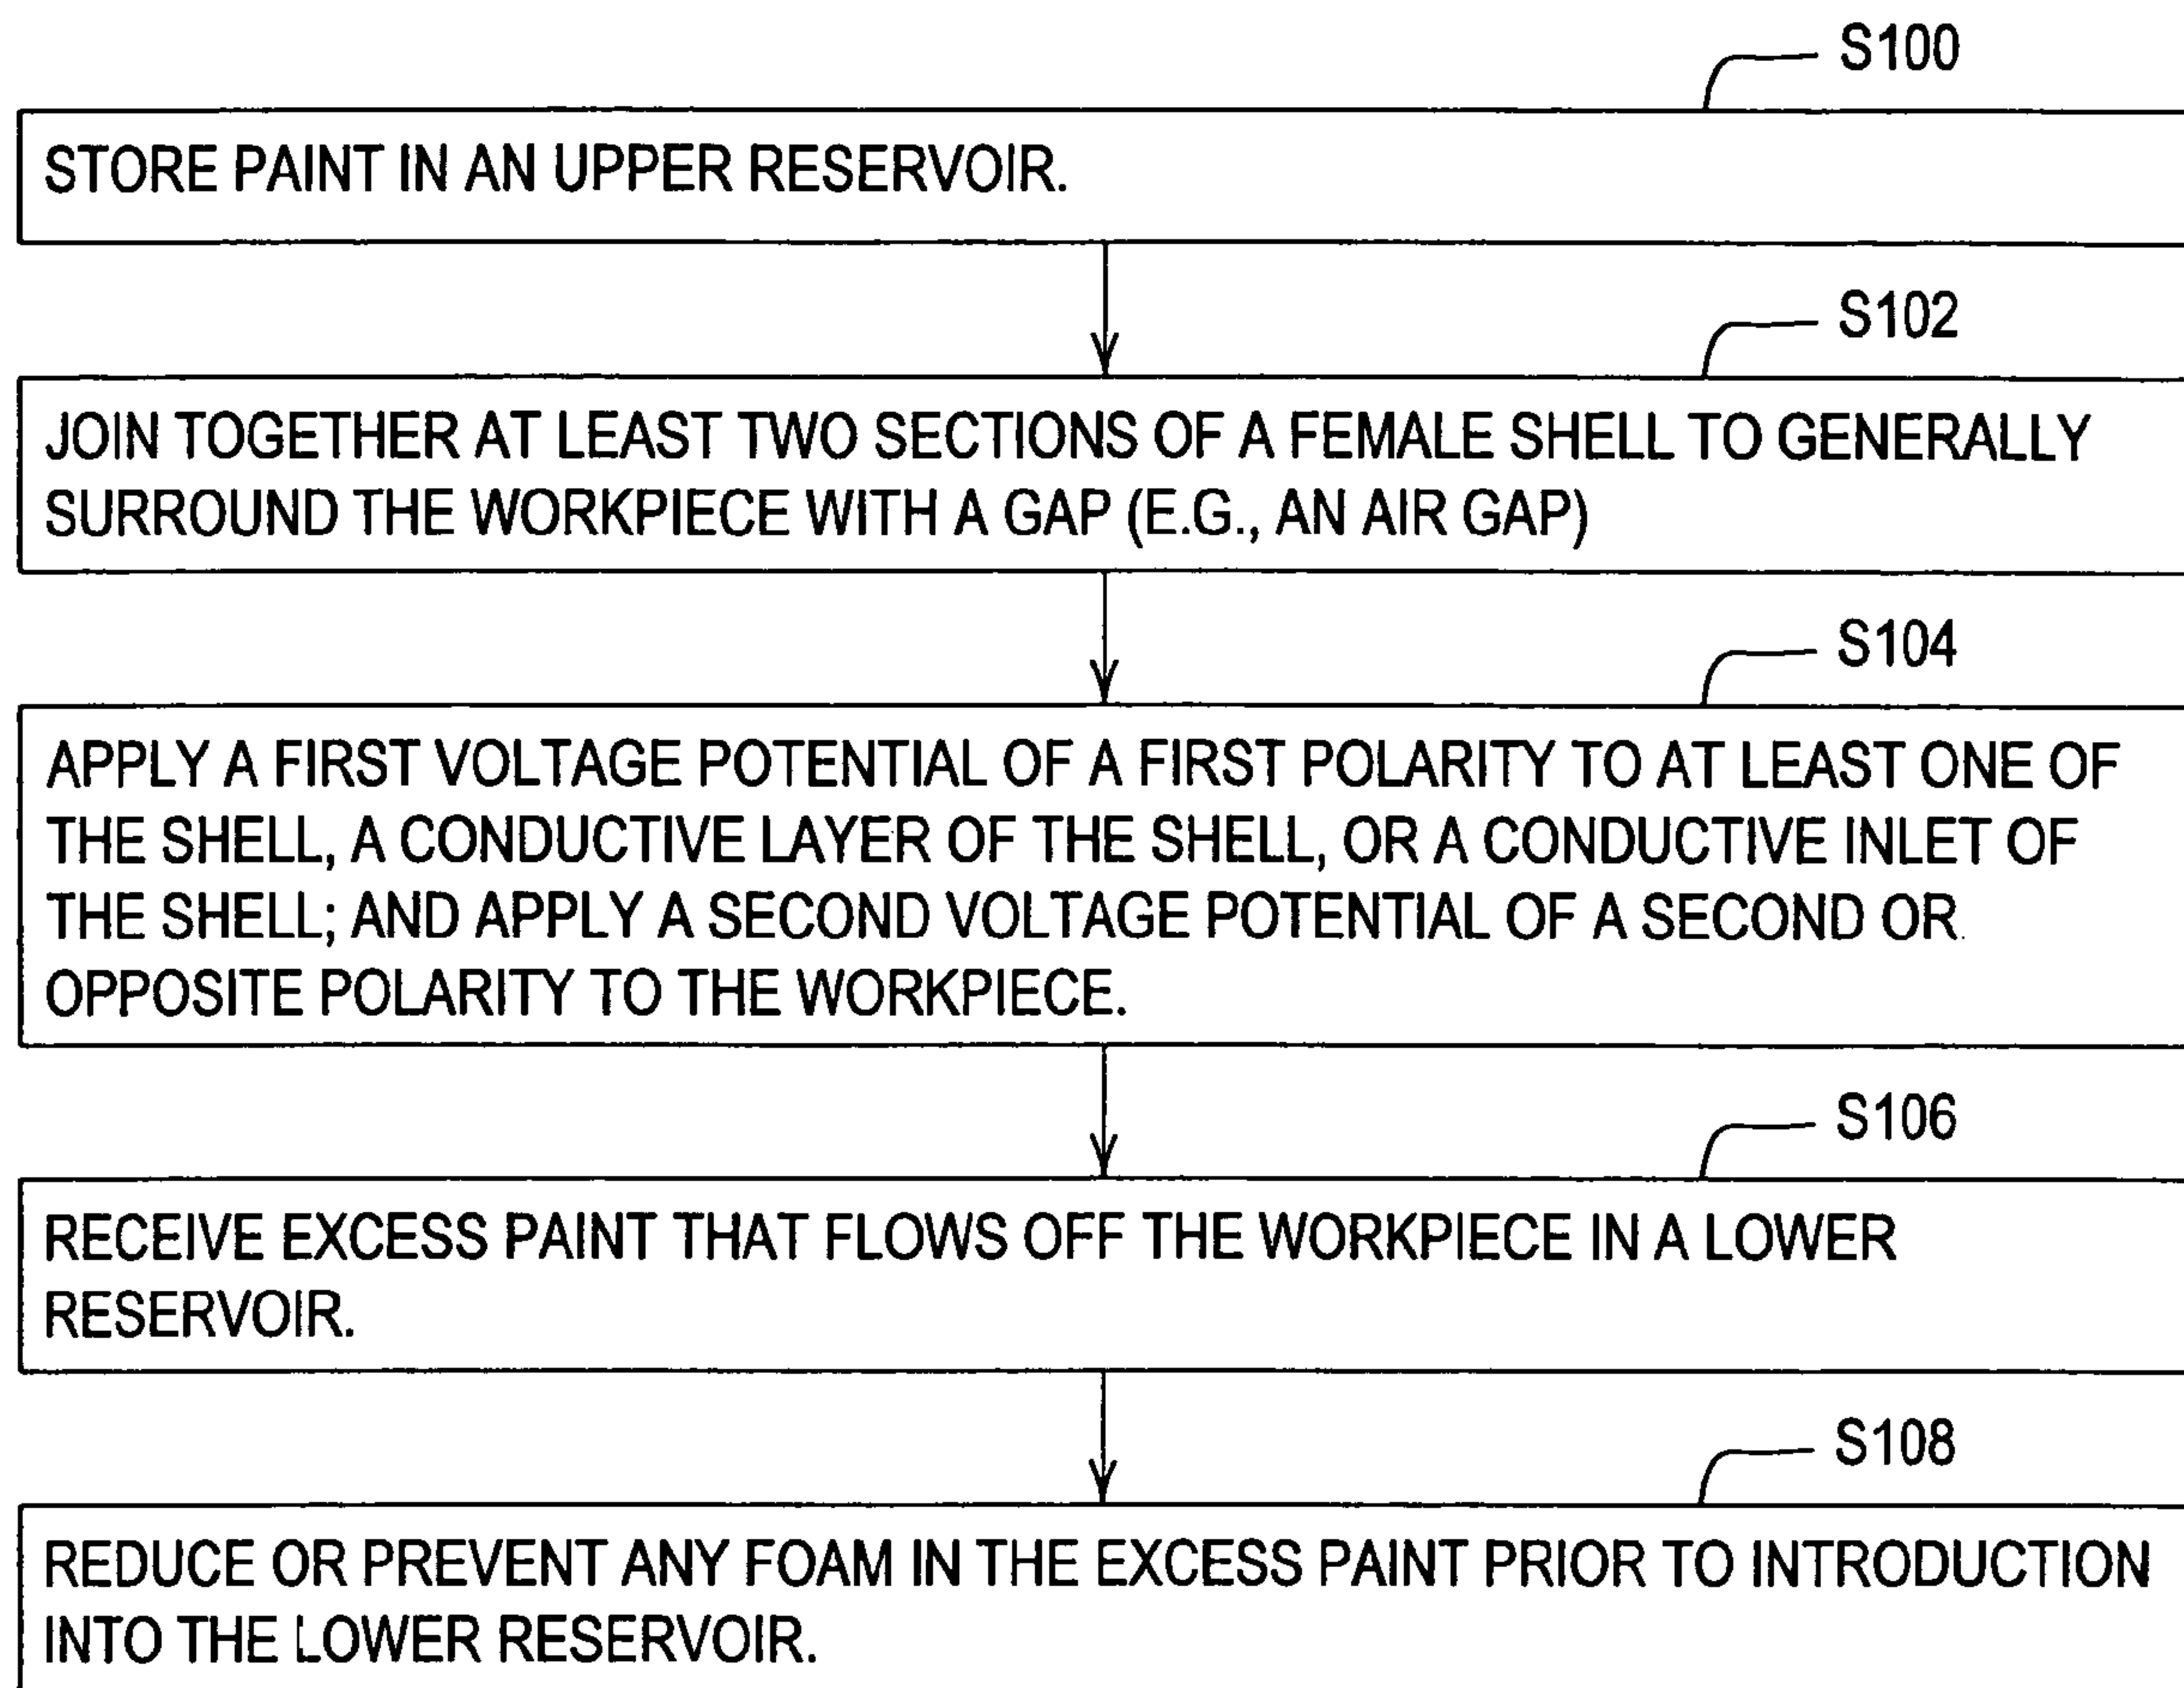 S100
STORE PAINT IN AN UPPER RESERVOIR.
S102
JOIN TOGETHER AT LEAST TWO SECTIONS OF A FEMALE SHELL TO GENERALLY
SURROUND THE WORKPIECE WITH A GAP (E.G., AN AIR GAP)
S104
APPLY A FIRST VOLTAGE POTENTIAL OF A FIRST POLARITY TO AT LEAST ONE OF
THE SHELL, A CONDUCTIVE LAYER OF THE SHELL, OR A CONDUCTIVE INLET OF
THE SHELL; AND APPLY A SECOND VOLTAGE POTENTIAL OF A SECOND OR
OPPOSITE POLARITY TO THE WORKPIECE.
S106
RECEIVE EXCESS PAINT THAT FLOWS OFF THE WORKPIECE IN A LOWER
RESERVOIR.
S108
REDUCE OR PREVENT ANY FOAM IN THE EXCESS PAINT PRIOR TO INTRODUCTION
INTO THE LOWER RESERVOIR.